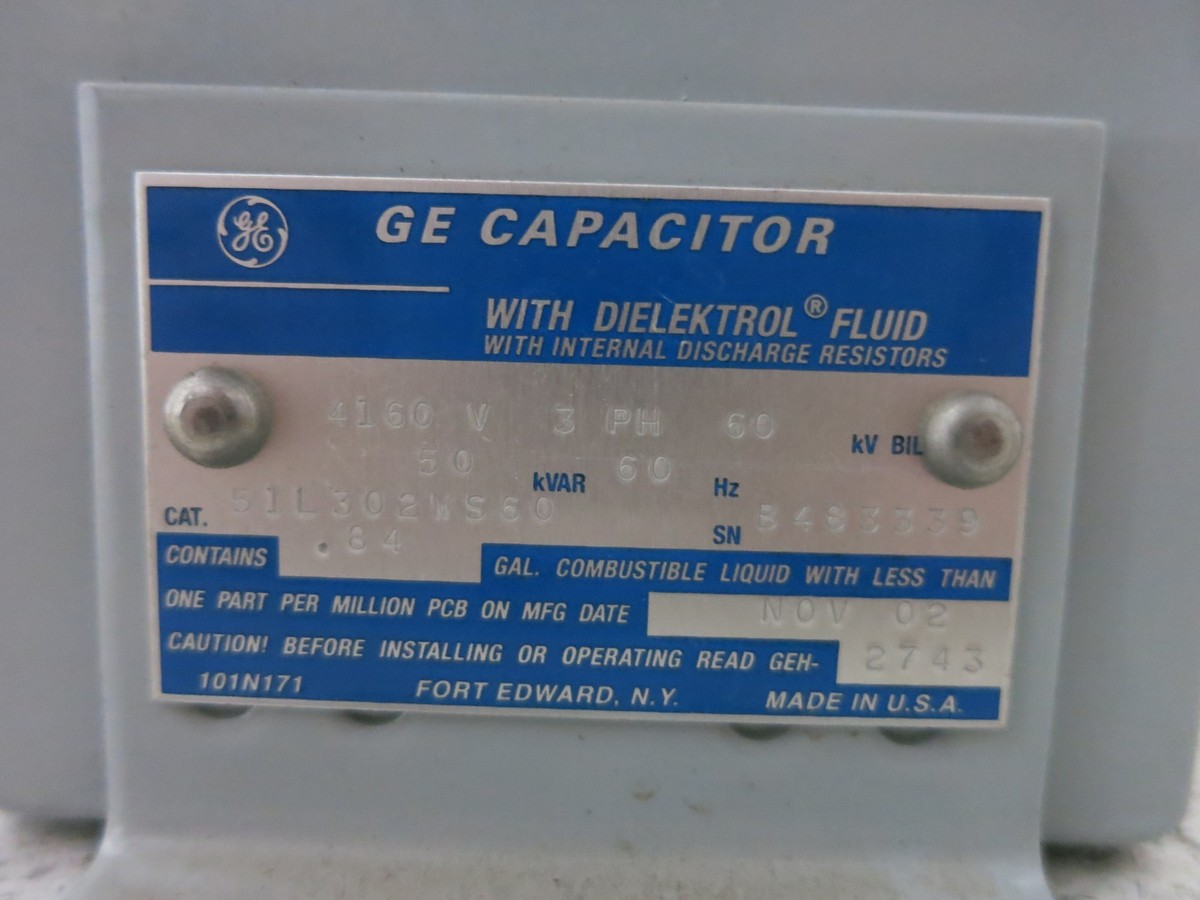 GE GE CAPACITOR
WITH DIELEKTROL® FLUID
WITH INTERNAL DISCHARGE RESISTORS
4160 V 3 PH 60 kV BIL
50 kVAR 60 Hz
CAT. 51L302WS60 SN B483339
CONTAINS .84 GAL. COMBUSTIBLE LIQUID WITH LESS THAN
ONE PART PER MILLION PCB ON MFG DATE NOV 02
CAUTION! BEFORE INSTALLING OR OPERATING READ GEH- 2743
101N171 FORT EDWARD, N.Y. MADE IN U.S.A.